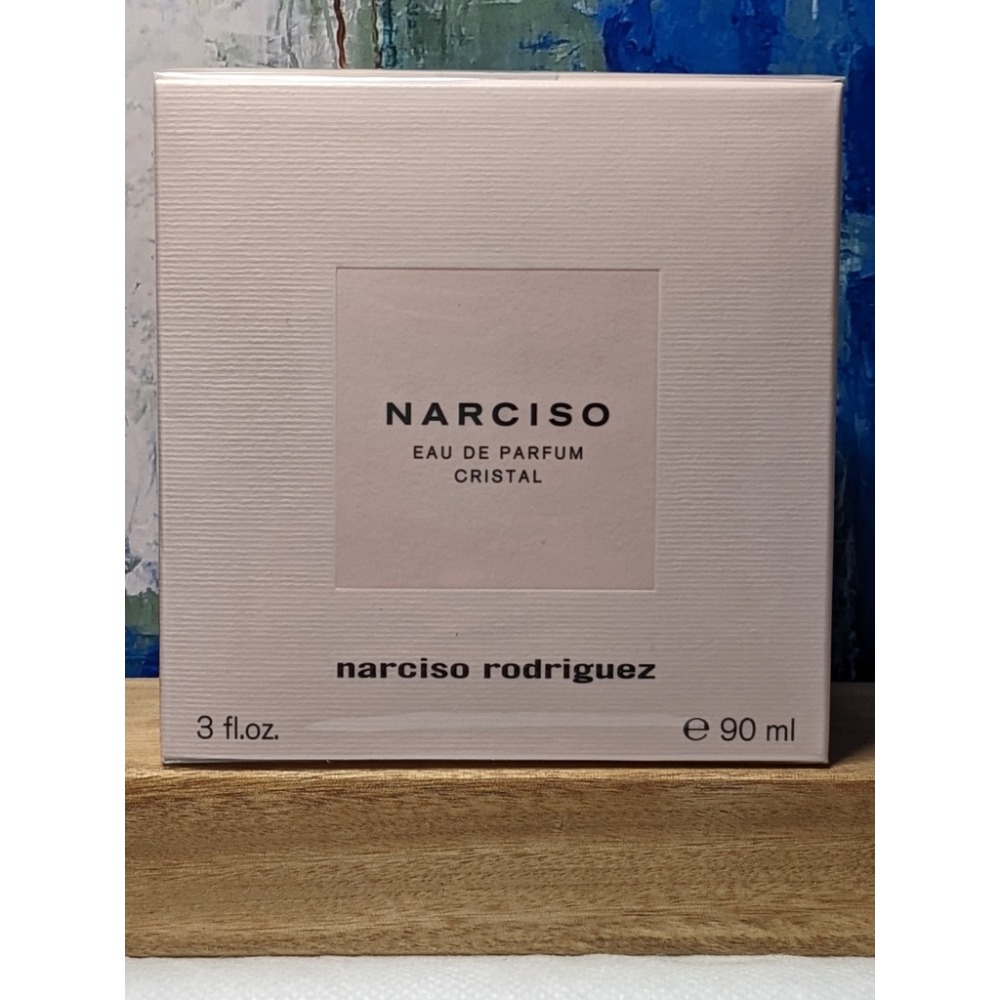 NARCISO
EAU DE PARFUM
CRISTAL
narciso rodriguez
3 fl.oz.
℮ 90 ml